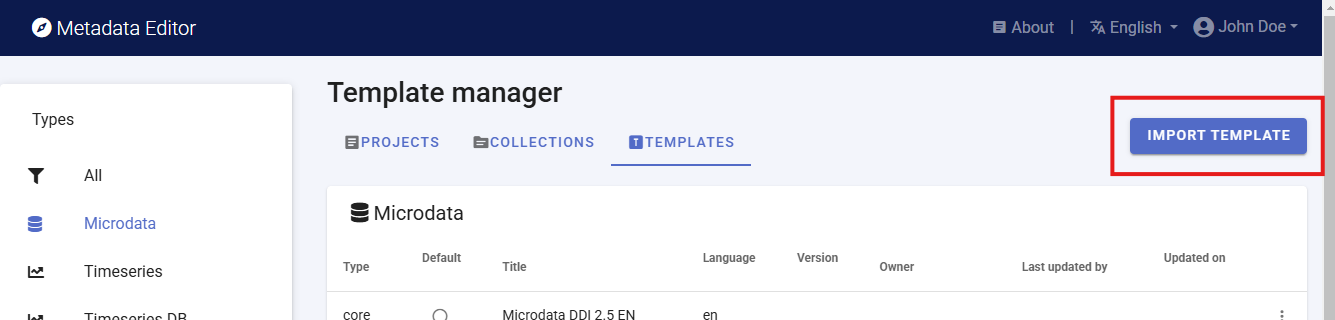 Metadata Editor
About | English John Doe
Types
Template manager
PROJECTS COLLECTIONS TEMPLATES
IMPORT TEMPLATE
All
Microdata
Timeseries
Timeseries DB
Microdata
Type Default Title Language Version Owner Last updated by Updated on
core Microdata DDI 2.5 EN en